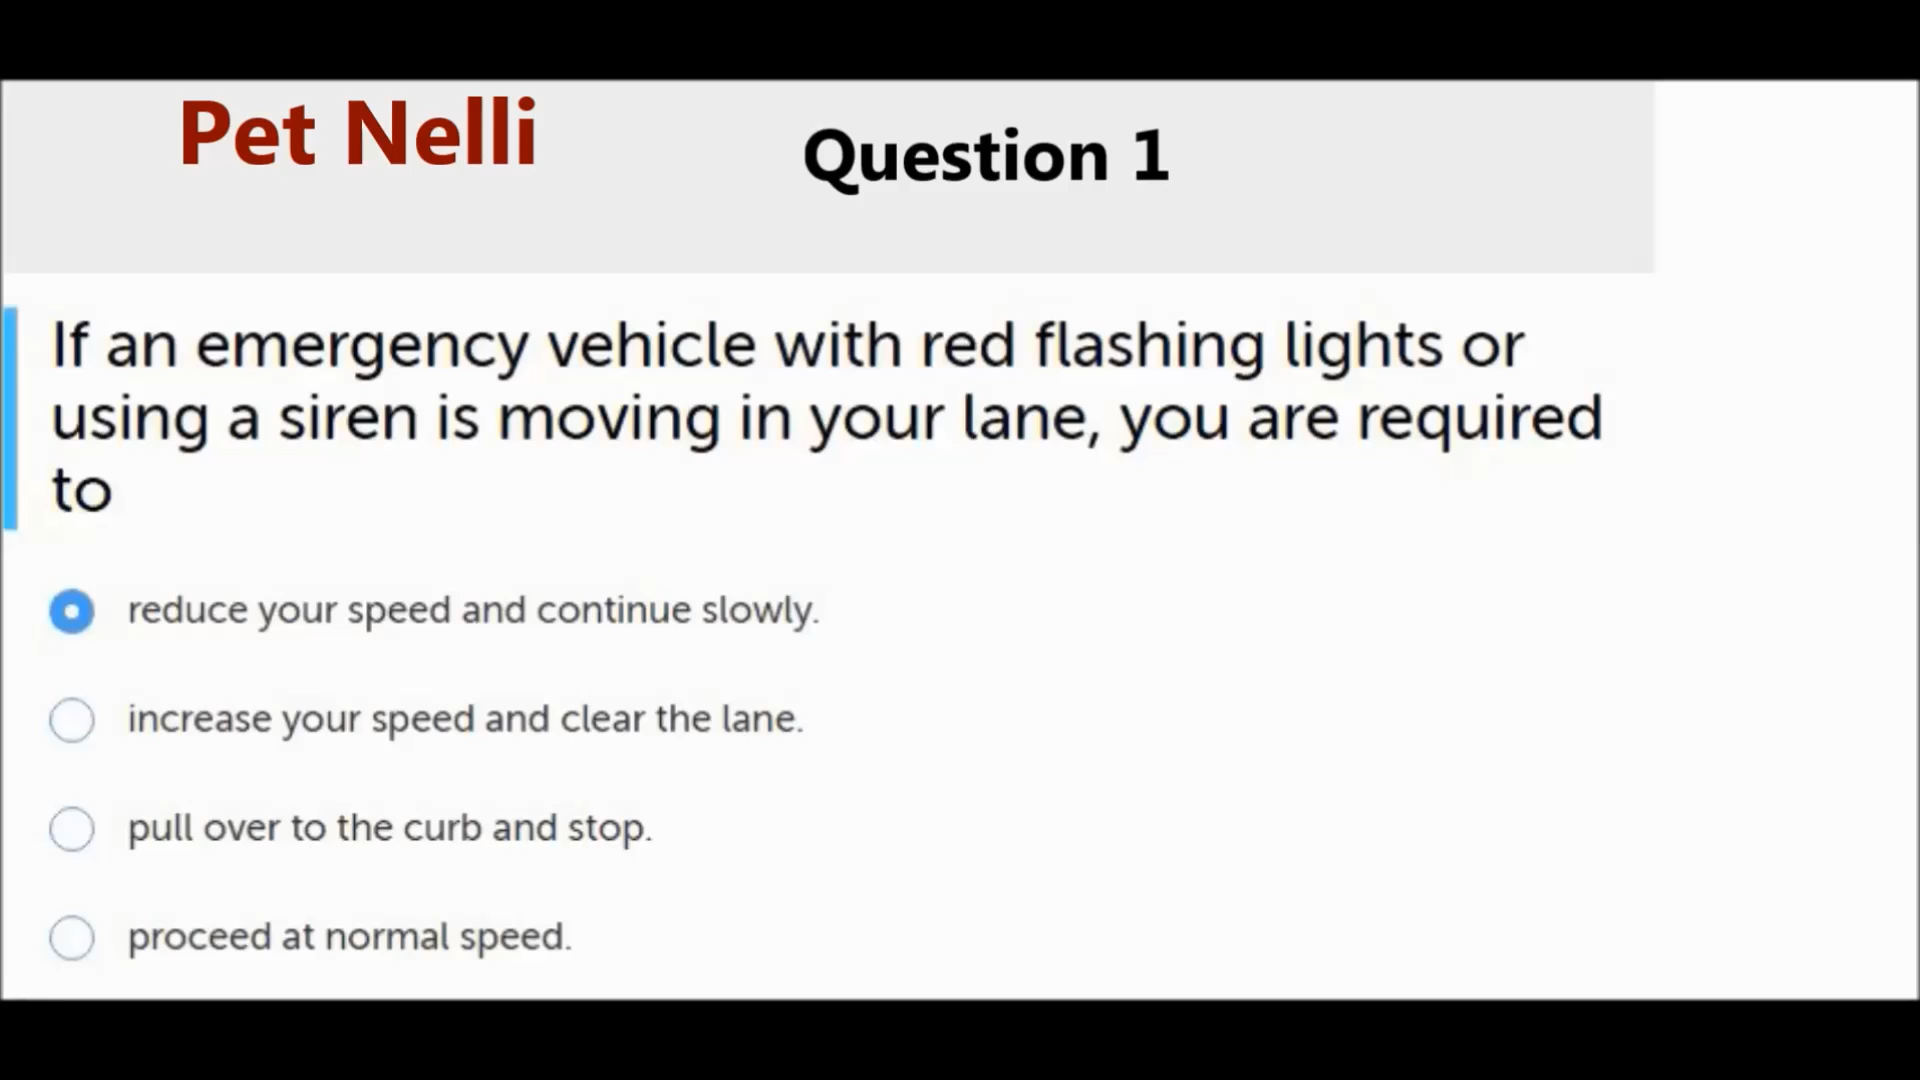 Pet Nelli
Question 1
If an emergency vehicle with red flashing lights or
using a siren is moving in your lane, you are required
to
reduce your speed and continue slowly.
increase your speed and clear the lane.
pull over to the curb and stop.
proceed at normal speed.